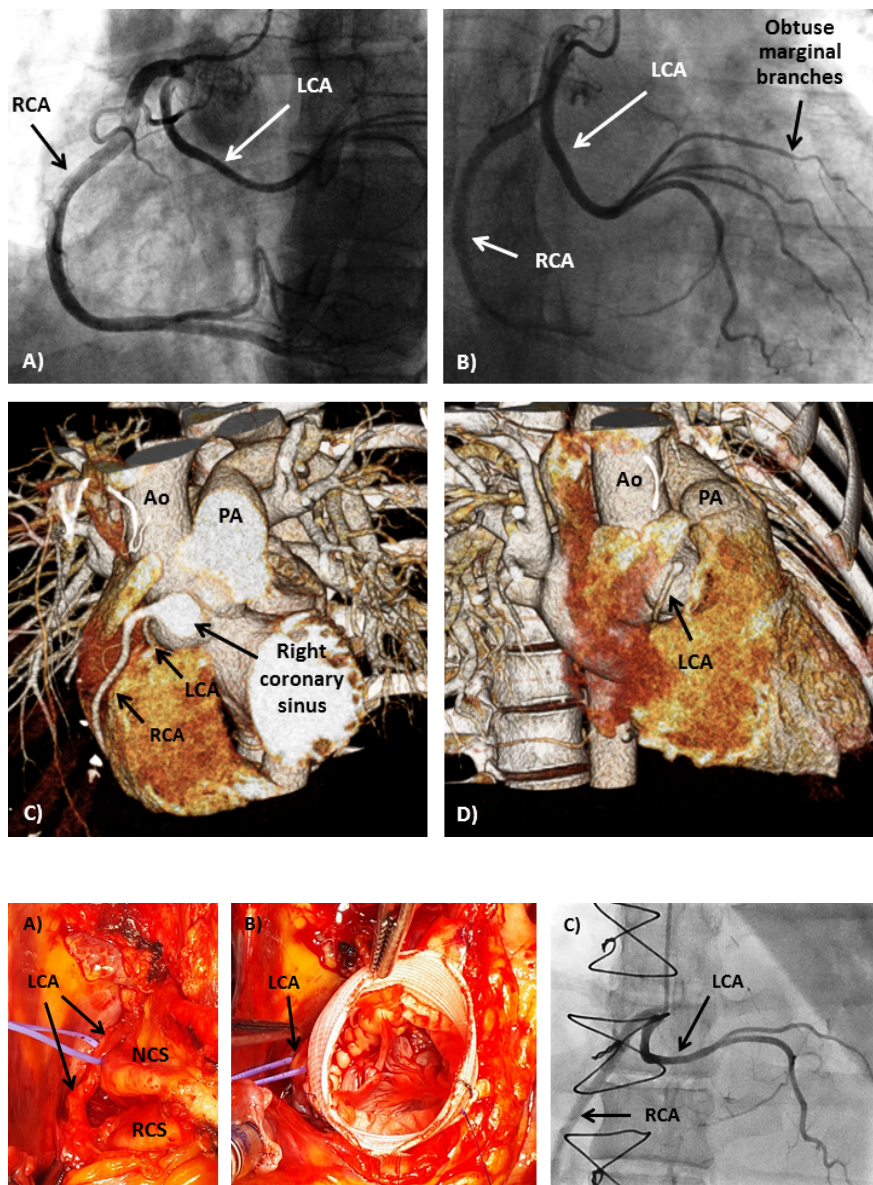 RCA
LCA
A)
LCA
Obtuse
marginal
branches
RCA
B)
Ao
PA
LCA
Right
coronary
sinus
RCA
C)
Ao
PA
LCA
D)
A)
LCA
NCS
RCS
B)
LCA
C)
LCA
RCA